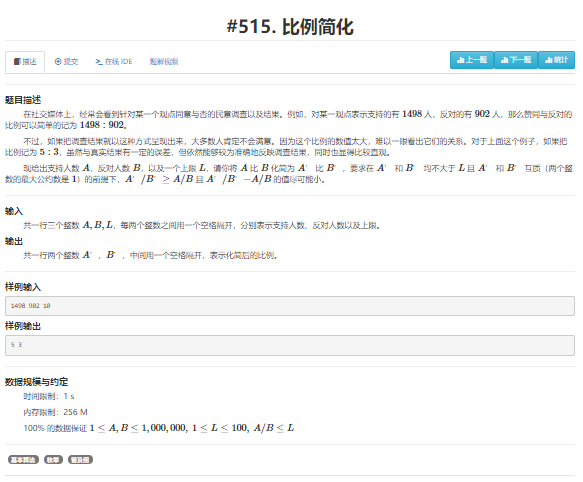 #515. 比例简化
描述 提交 在线 IDE 题解视频 上一题 下一题 统计
题目描述
在社交媒体上，经常会看到针对某一个观点同意与否的民意调查以及结果。例如，对某一观点表示支持的有 1498 人，反对的有 902 人，那么赞同与反对的
比例可以简单的记为 1498 : 902。
不过，如果把调查结果就以这种方式呈现出来，大多数人肯定不会满意。因为这个比例的数值太大，难以一眼看出它们的关系。对于上面这个例子，如果把
比例记为 5 : 3，虽然与真实结果有一定的误差，但依然能够较为准确地反映调查结果，同时也显得比较直观。
现给出支持人数 A，反对人数 B，以及一个上限 L，请你将 A 比 B 化简为 A' 比 B' ，要求在 A' 和 B' 均不大于 L 且 A' 和 B' 互质（两个整
数的最大公约数是 1）的前提下，A' /B' ≥ A/B 且 A' /B' − A/B 的值尽可能小。
输入
共一行三个整数 A, B, L，每两个整数之间用一个空格隔开，分别表示支持人数、反对人数以及上限。
输出
共一行两个整数 A' ，B' ，中间用一个空格隔开，表示化简后的比例。
样例输入
1498 902 10
样例输出
5 3
数据规模与约定
时间限制：1 s
内存限制：256 M
100% 的数据保证 1 ≤ A, B ≤ 1,000,000, 1 ≤ L ≤ 100, A/B ≤ L
基本算法 枚举 普及组